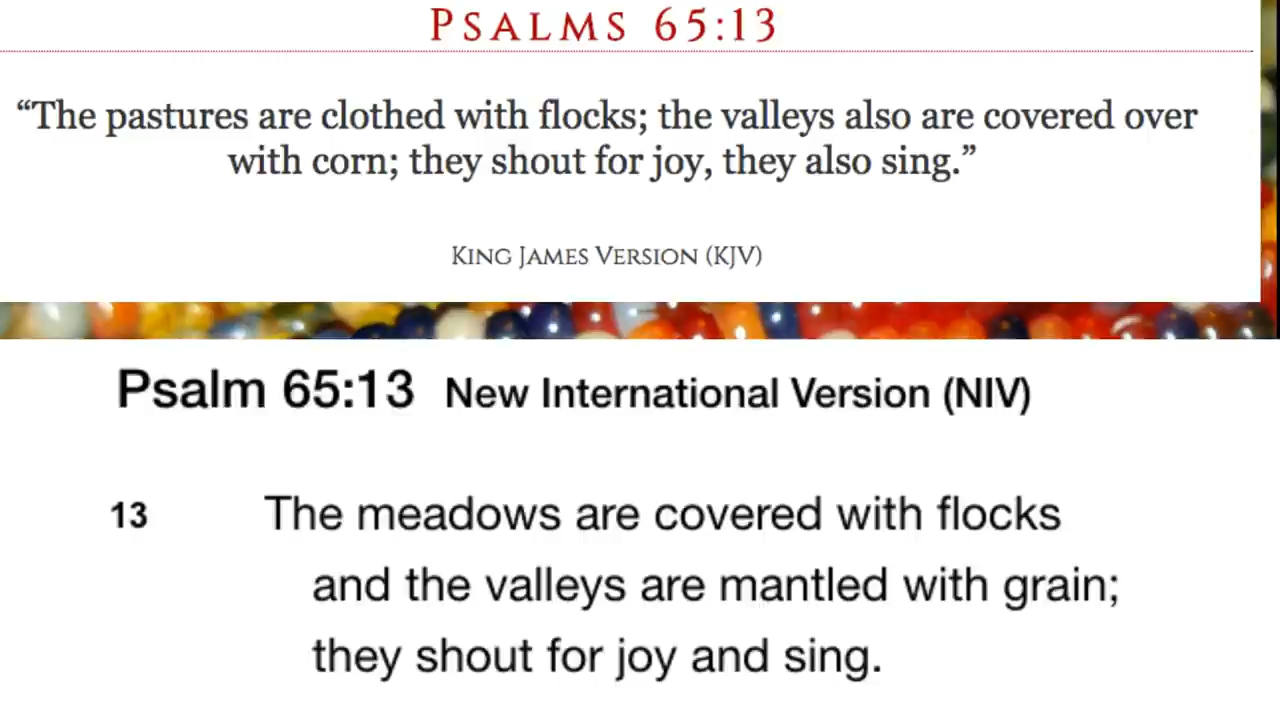 PSALMS 65:13
“The pastures are clothed with flocks; the valleys also are covered over
with corn; they shout for joy, they also sing.”
KING JAMES VERSION (KJV)
Psalm 65:13 New International Version (NIV)
13 The meadows are covered with flocks
and the valleys are mantled with grain;
they shout for joy and sing.